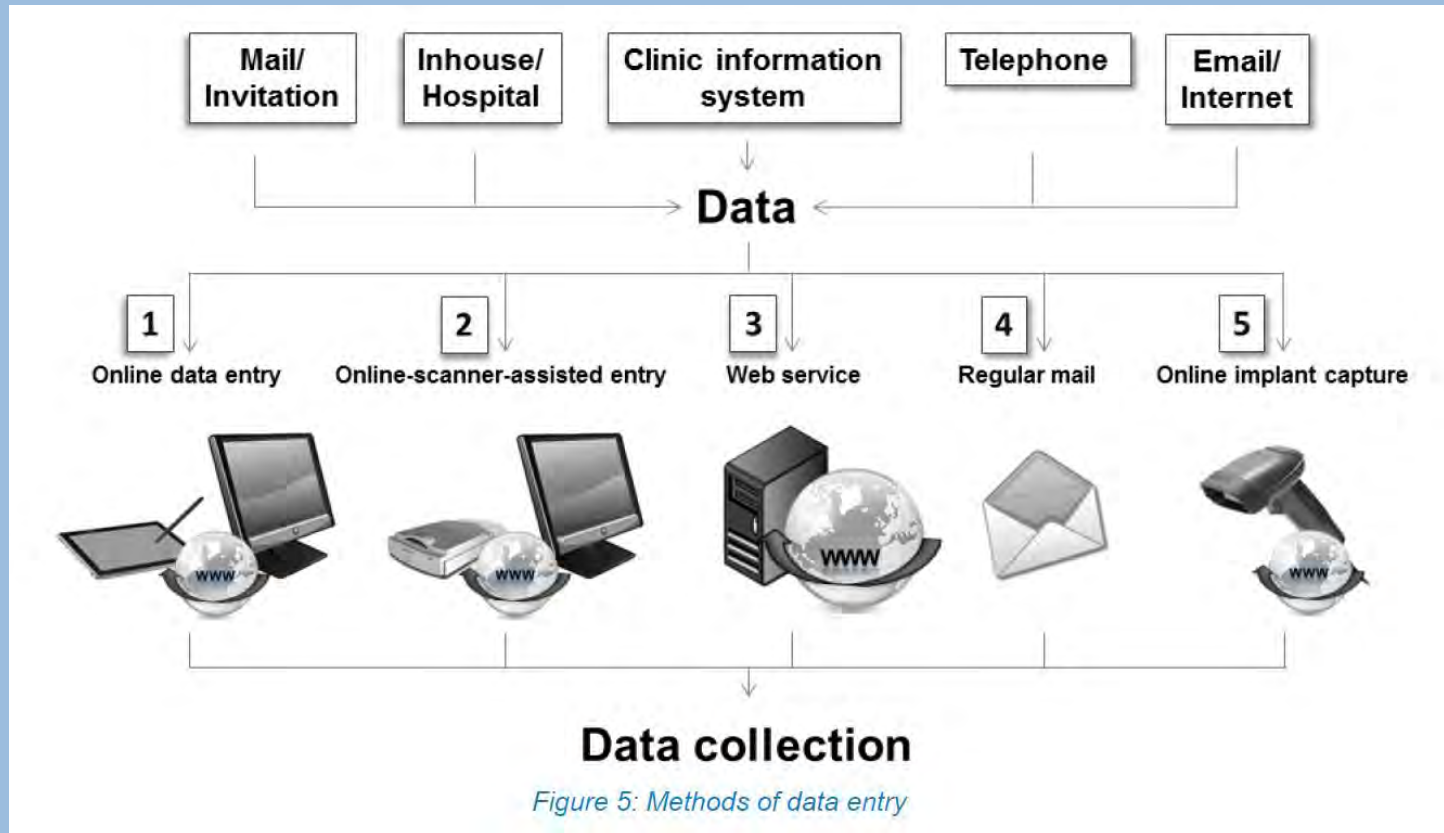 Mail/
Invitation
Inhouse/
Hospital
Clinic information
system
Telephone
Email/
Internet
Data
1
2
3
4
5
Online data entry
Online-scanner-assisted entry
Web service
Regular mail
Online implant capture
www
www
www
www
Data collection
Figure 5: Methods of data entry